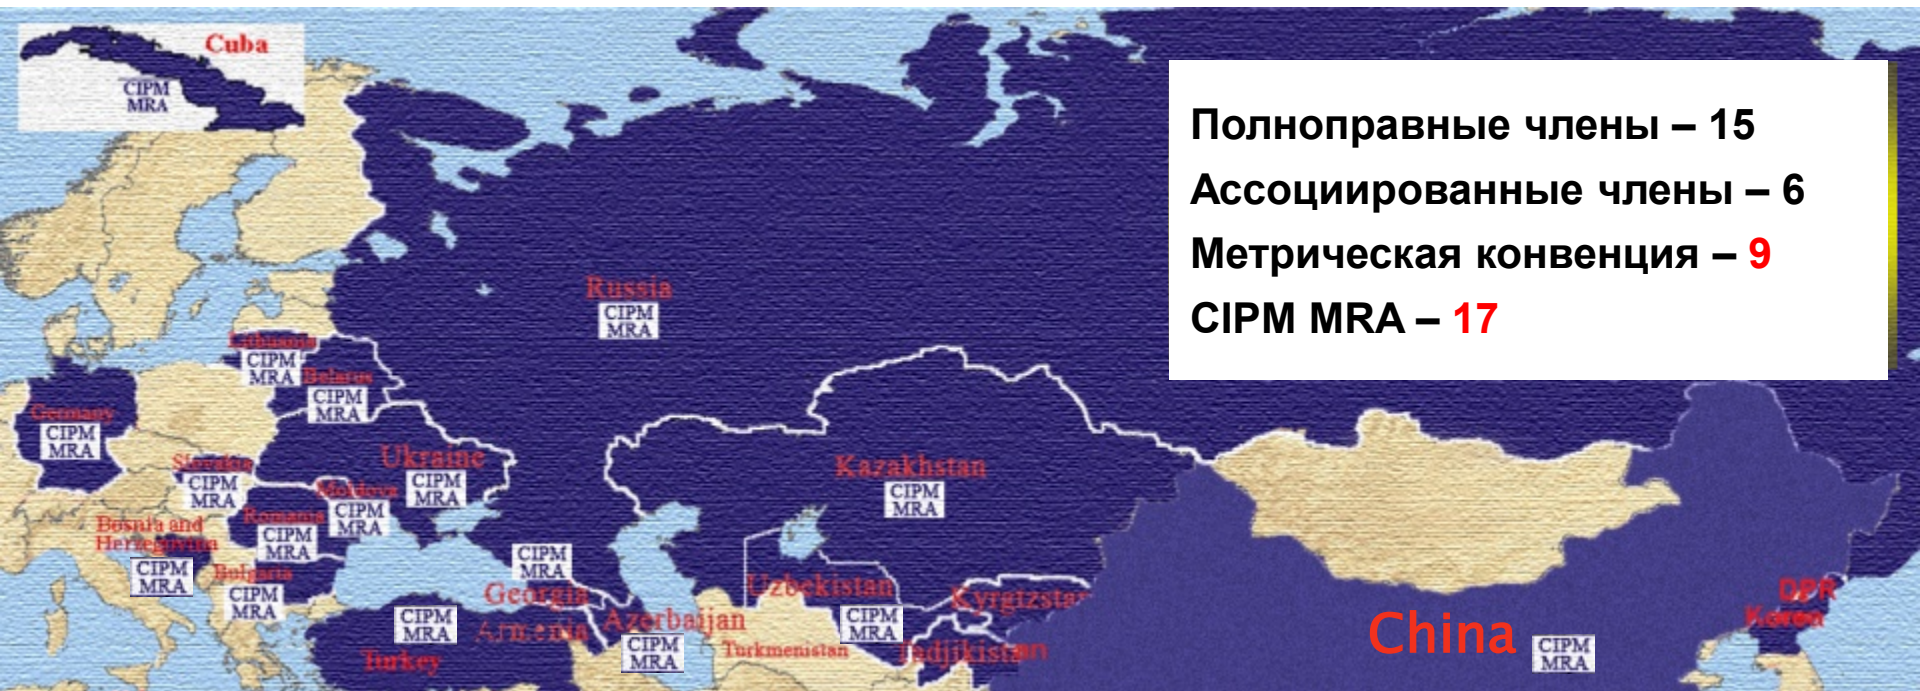 Cuba
CIPM
MRA
Полноправные члены – 15
Ассоциированные члены – 6
Метрическая конвенция – 9
CIPM MRA – 17
Russia
CIPM
MRA
Lithuania
CIPM
MRA
Belarus
CIPM
MRA
Germany
CIPM
MRA
Slovakia
CIPM
MRA
Ukraine
CIPM
MRA
Moldova
CIPM
MRA
Kazakhstan
CIPM
MRA
Romania
CIPM
MRA
Bosnia and
Herzegovina
CIPM
MRA
Bulgaria
CIPM
MRA
CIPM
MRA
Georgia
CIPM
MRA
Armenia
Turkey
Azerbaijan
CIPM
MRA
Uzbekistan
CIPM
MRA
Turkmenistan
Kyrgizstan
Tadjikistan
China
CIPM
MRA
DPR
Korea